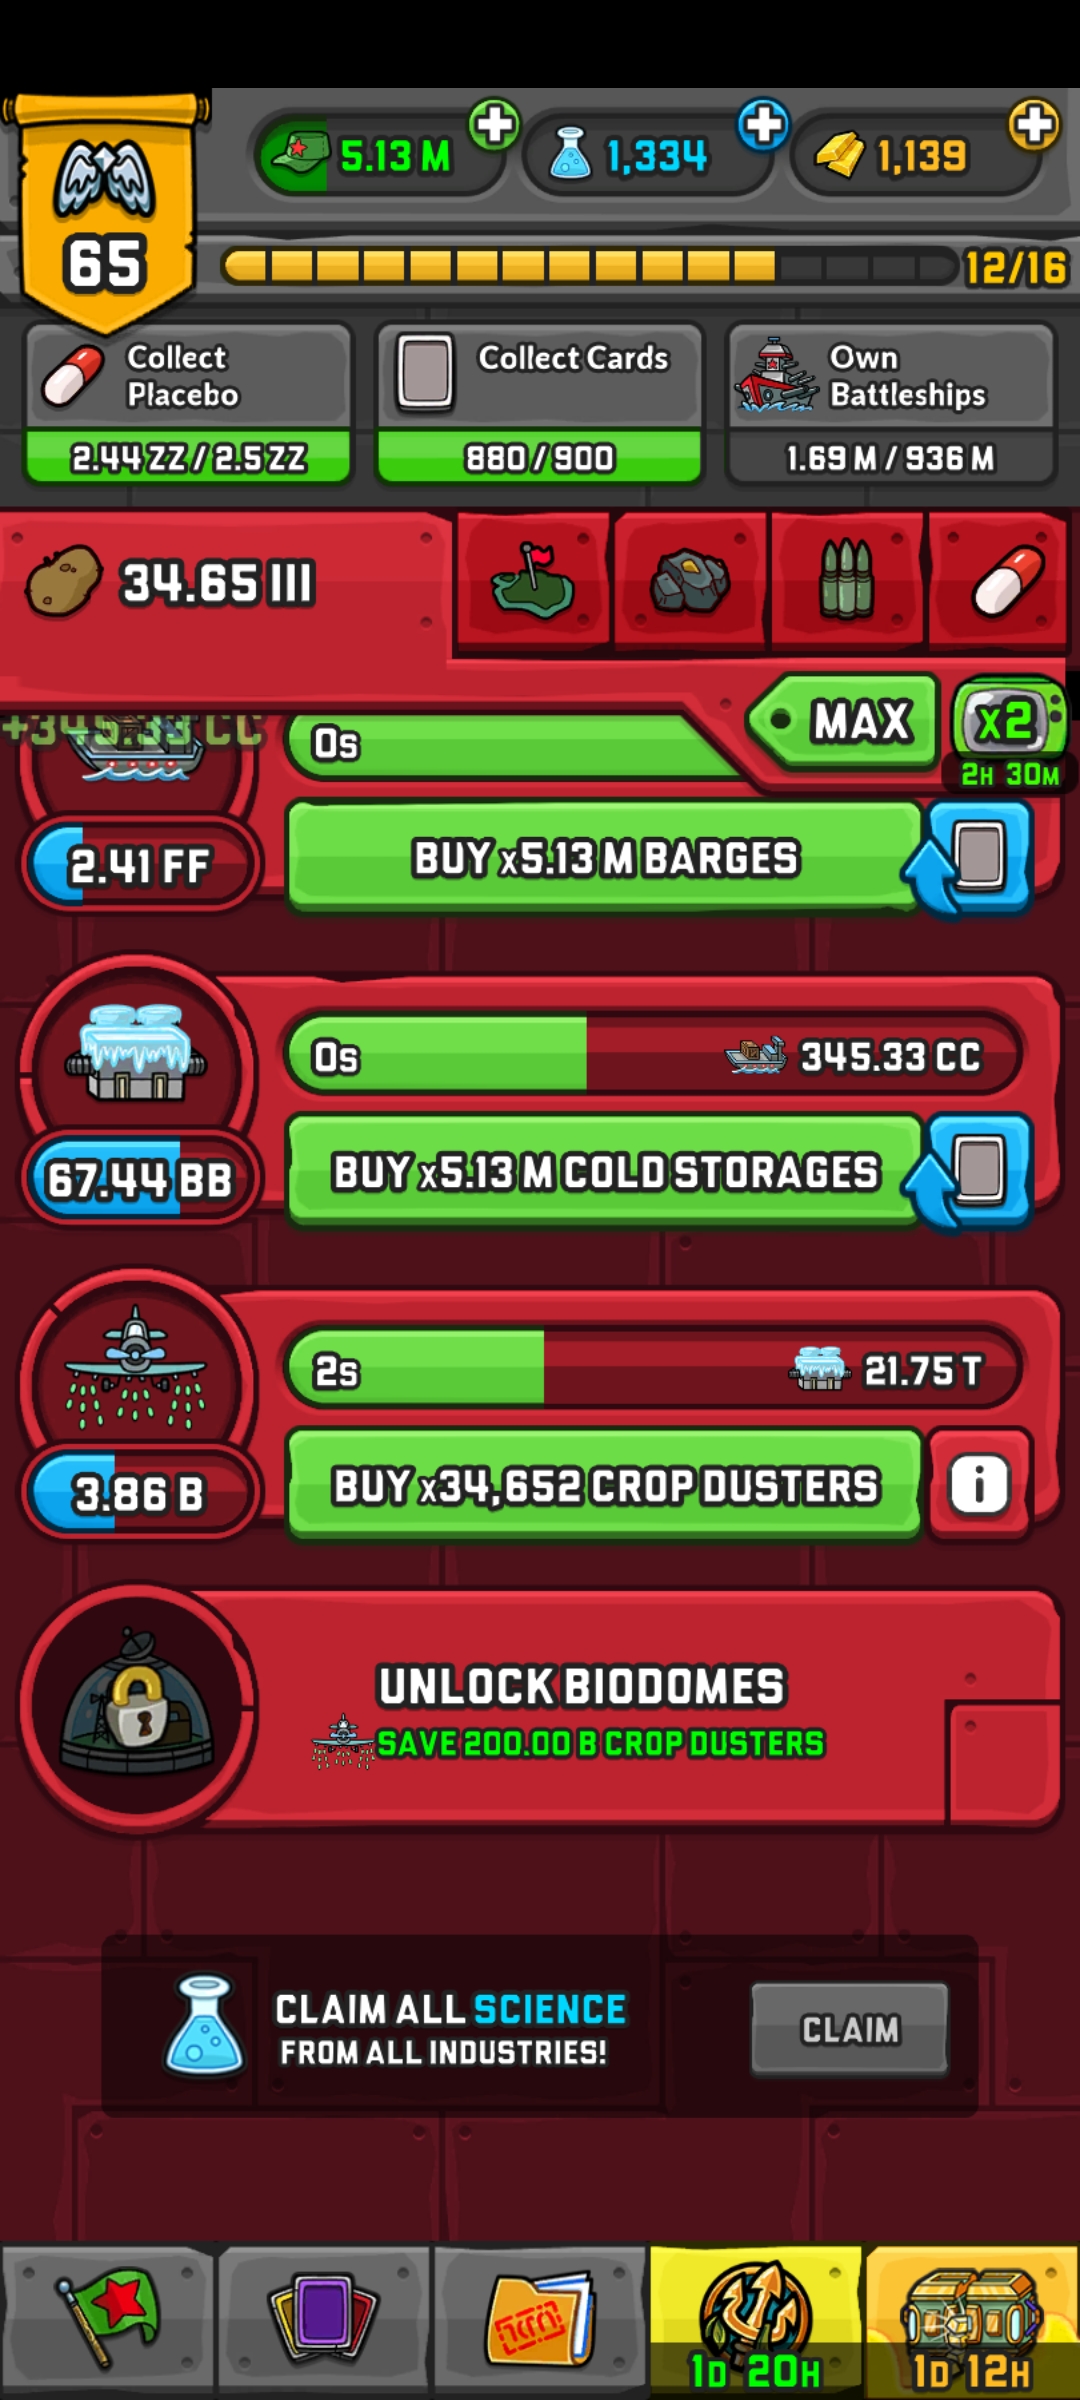 65
5.13 M
1,334
1,139
12/16
Collect
Placebo
2.44 ZZ / 2.5 ZZ
Collect Cards
880 / 900
Own
Battleships
1.69 M / 936 M
34.65 III
MAX
X2
2H 30M
+345.33 CC
0s
2.41 FF
BUY x5.13 M BARGES
0s
345.33 CC
67.44 BB
BUY x5.13 M COLD STORAGES
2s
21.75 T
3.86 B
BUY x34,652 CROP DUSTERS
i
UNLOCK BIODOMES
SAVE 200.00 B CROP DUSTERS
CLAIM ALL SCIENCE
FROM ALL INDUSTRIES!
CLAIM
1D 20H
1D 12H